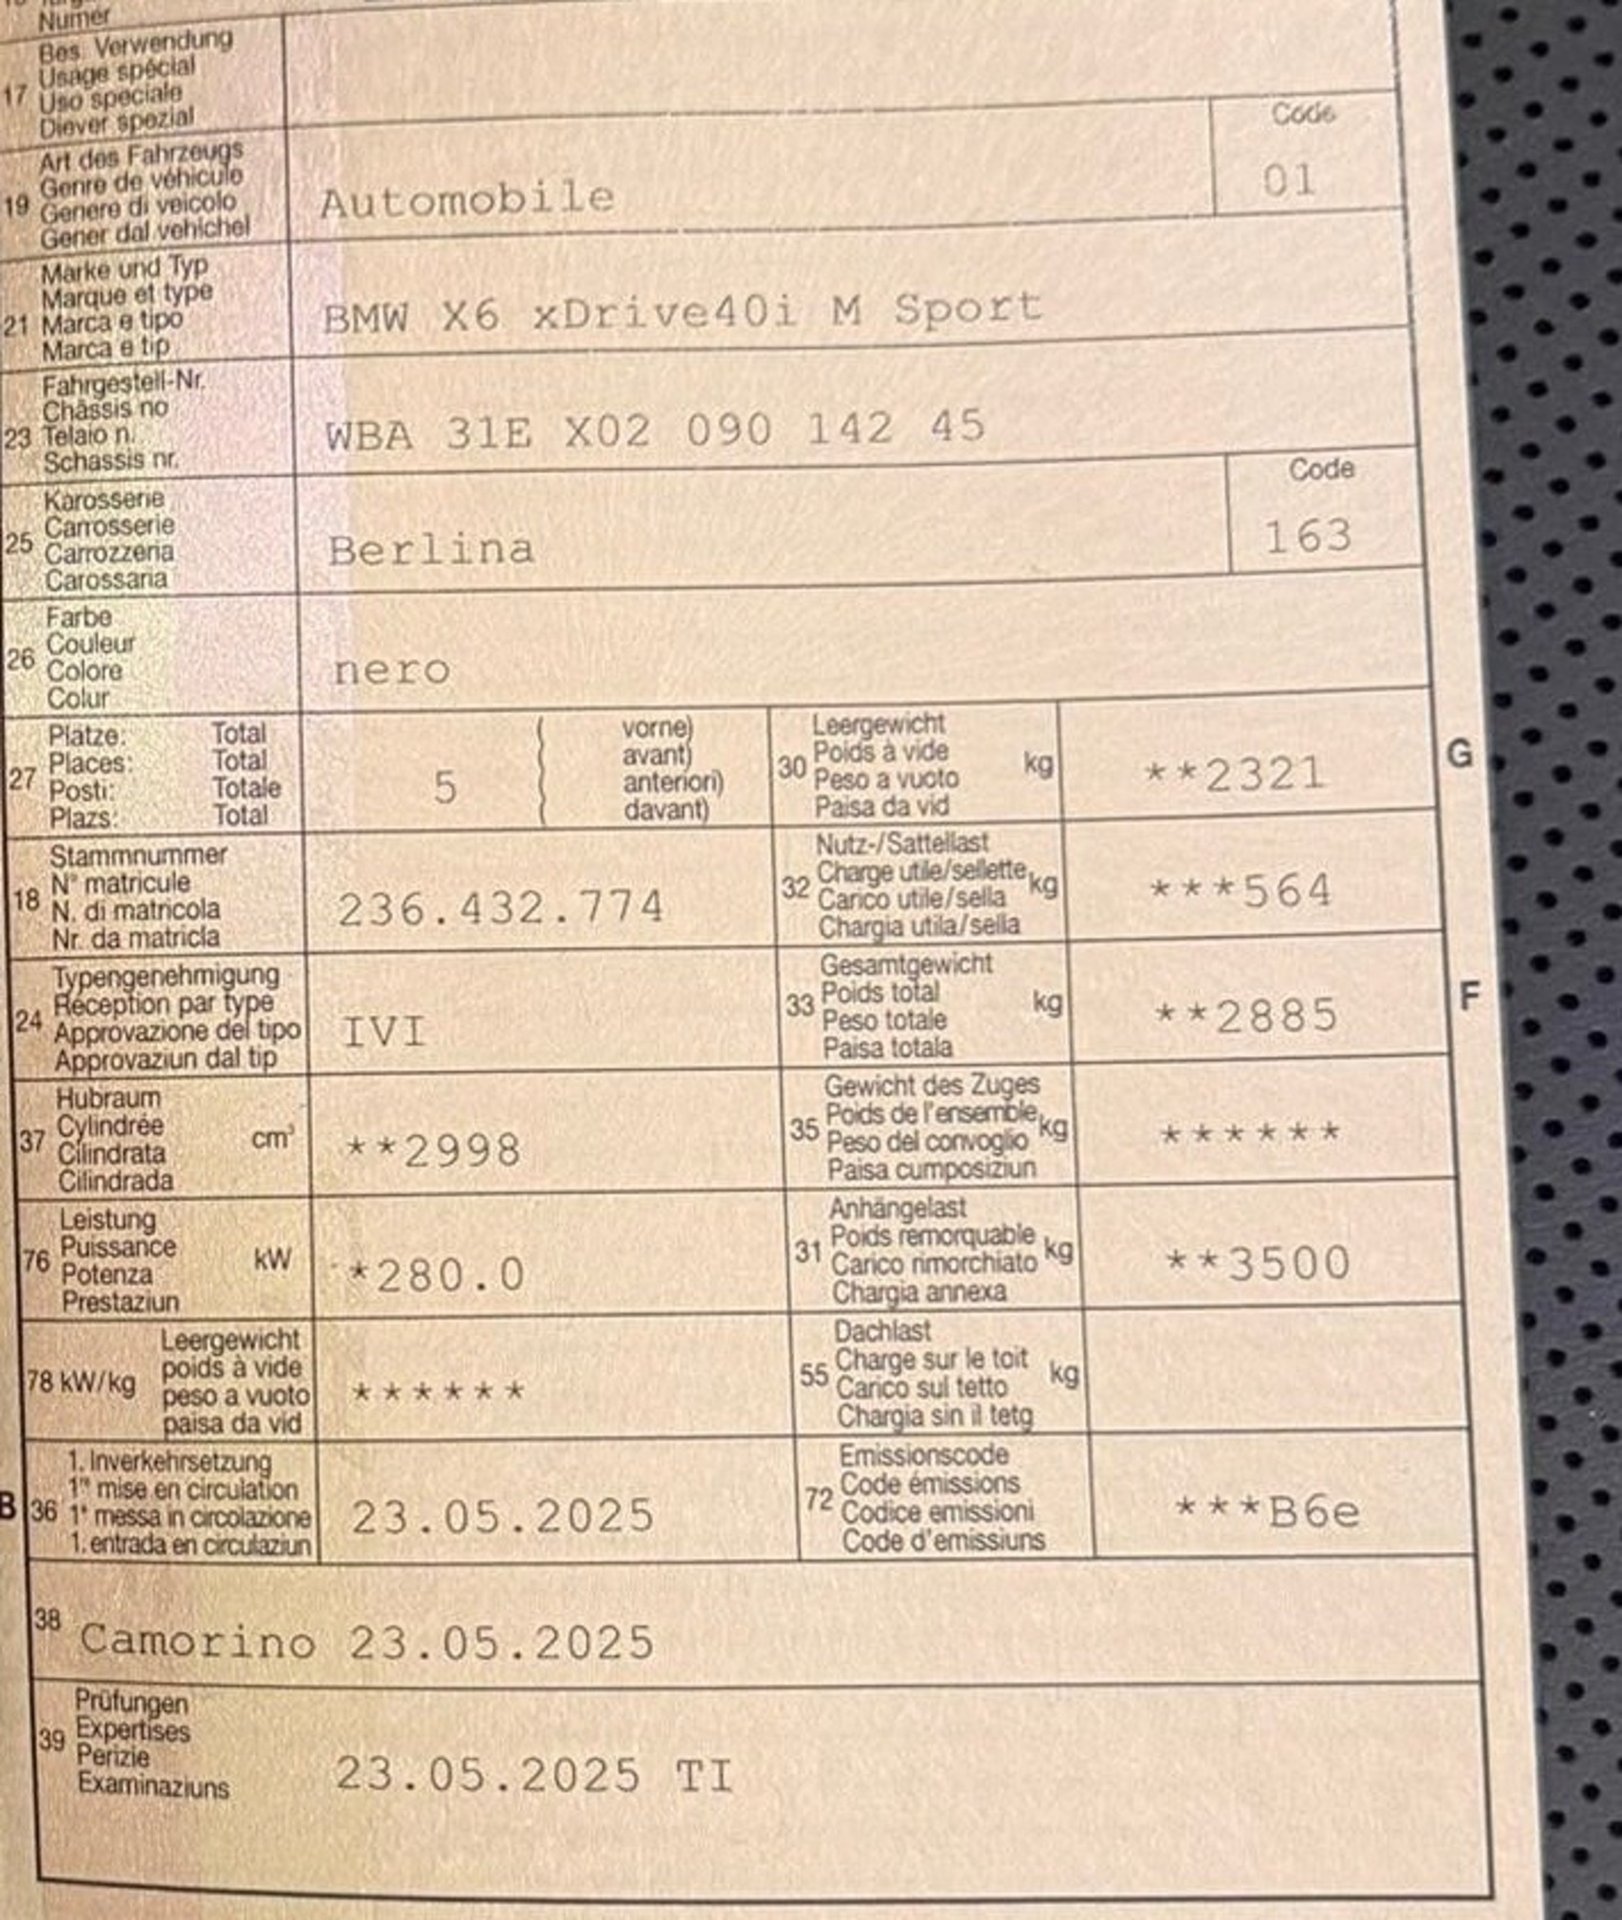 Numer
17 Bes. Verwendung
Usage spécial
Uso speciale
Diever spezial
19 Art des Fahrzeugs
Genre de véhicule
Genere di veicolo
Gener dal vehichel
Automobile
Code
01
21 Marke und Typ
Marque et type
Marca e tipo
Marca e tip
BMW X6 xDrive40i M Sport
23 Fahrgestell-Nr.
Châssis no
Telaio n.
Schassis nr.
WBA 31E X02 090 142 45
25 Karosserie
Carrosserie
Carrozzeria
Carossaria
Berlina
Code
163
26 Farbe
Couleur
Colore
Colur
nero
27 Plätze: Total
Places: Total
Posti: Totale
Plazs: Total
5
( vorne)
avant)
anteriori)
davant)
30 Leergewicht
Poids à vide kg
Peso a vuoto
Paisa da vid
**2321
G
18 Stammnummer
N° matricule
N. di matricola
Nr. da matricla
236.432.774
32 Nutz-/Sattellast
Charge utile/sellette kg
Carico utile/sella
Chargia utila/sella
***564
24 Typengenehmigung
Réception par type
Approvazione del tipo
Approvaziun dal tip
IVI
33 Gesamtgewicht
Poids total kg
Peso totale
Paisa totala
**2885
F
37 Hubraum
Cylindrée cm³
Cilindrata
Cilindrada
**2998
35 Gewicht des Zuges
Poids de l'ensemble kg
Peso del convoglio
Paisa cumposiziun
******
76 Leistung
Puissance kW
Potenza
Prestaziun
*280.0
31 Anhängelast
Poids remorquable kg
Carico rimorchiato
Chargia annexa
**3500
78 kW/kg Leergewicht
poids à vide
peso a vuoto
paisa da vid
******
55 Dachlast
Charge sur le toit kg
Carico sul tetto
Chargia sin il tetg
B 36 1. Inverkehrsetzung
1re mise en circulation
1a messa in circolazione
1. entrada en circulaziun
23.05.2025
72 Emissionscode
Code émissions
Codice emissioni
Code d'emissiuns
***B6e
38 Camorino 23.05.2025
39 Prüfungen
Expertises
Perizie
Examinaziuns
23.05.2025 TI